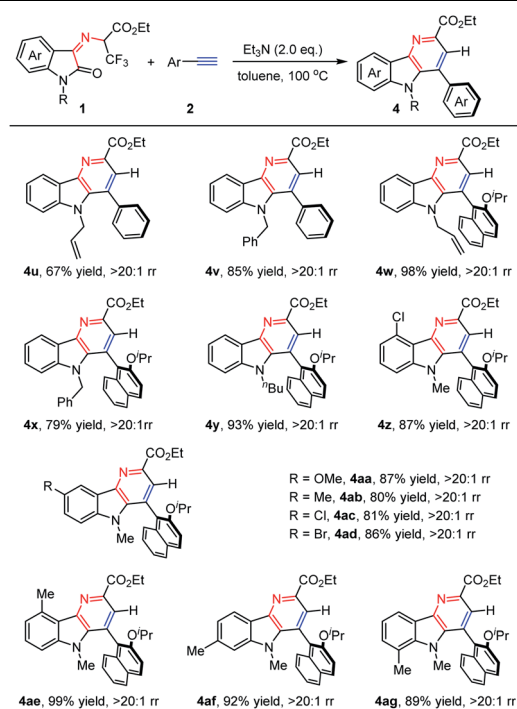 CO₂Et
N
Ar
CF₃
O
N
R
1
+
Ar
2
Et₃N (2.0 eq.)
toluene, 100 °C
CO₂Et
N
H
Ar
N
R
Ar
4
CO₂Et
N
H
N
4u, 67% yield, >20:1 rr
CO₂Et
N
H
N
Ph
4v, 85% yield, >20:1 rr
CO₂Et
N
H
OⁱPr
N
4w, 98% yield, >20:1 rr
CO₂Et
N
H
OⁱPr
N
Ph
4x, 79% yield, >20:1rr
CO₂Et
N
H
OⁱPr
N
nBu
4y, 93% yield, >20:1 rr
CO₂Et
Cl
N
H
OⁱPr
N
Me
4z, 87% yield, >20:1 rr
CO₂Et
R
N
H
OⁱPr
N
Me
R = OMe, 4aa, 87% yield, >20:1 rr
R = Me, 4ab, 80% yield, >20:1 rr
R = Cl, 4ac, 81% yield, >20:1 rr
R = Br, 4ad, 86% yield, >20:1 rr
Me
CO₂Et
N
H
OⁱPr
N
Me
4ae, 99% yield, >20:1 rr
CO₂Et
N
H
OⁱPr
Me
N
Me
4af, 92% yield, >20:1 rr
CO₂Et
N
H
OⁱPr
N
Me
Me
4ag, 89% yield, >20:1 rr